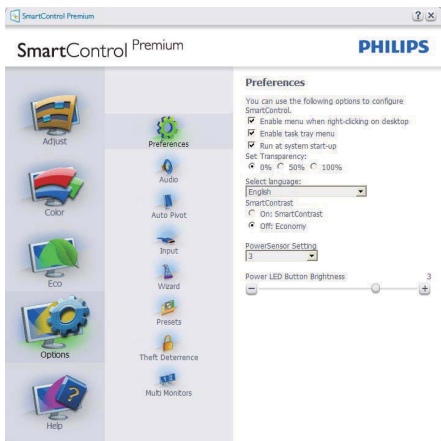 SmartControl Premium
? ×
SmartControl Premium
PHILIPS
Adjust
Color
Eco
Options
Help
Preferences
Audio
Auto Pivot
Input
Wizard
Presets
Theft Deterrence
Multi Monitors
Preferences
You can use the following options to configure
SmartControl.
Enable menu when right-clicking on desktop
Enable task tray menu
Run at system start-up
Set Transparency:
0% 50% 100%
Select language:
English
SmartContrast
On: SmartContrast
Off: Economy
PowerSensor Setting
3
Power LED Button Brightness 3